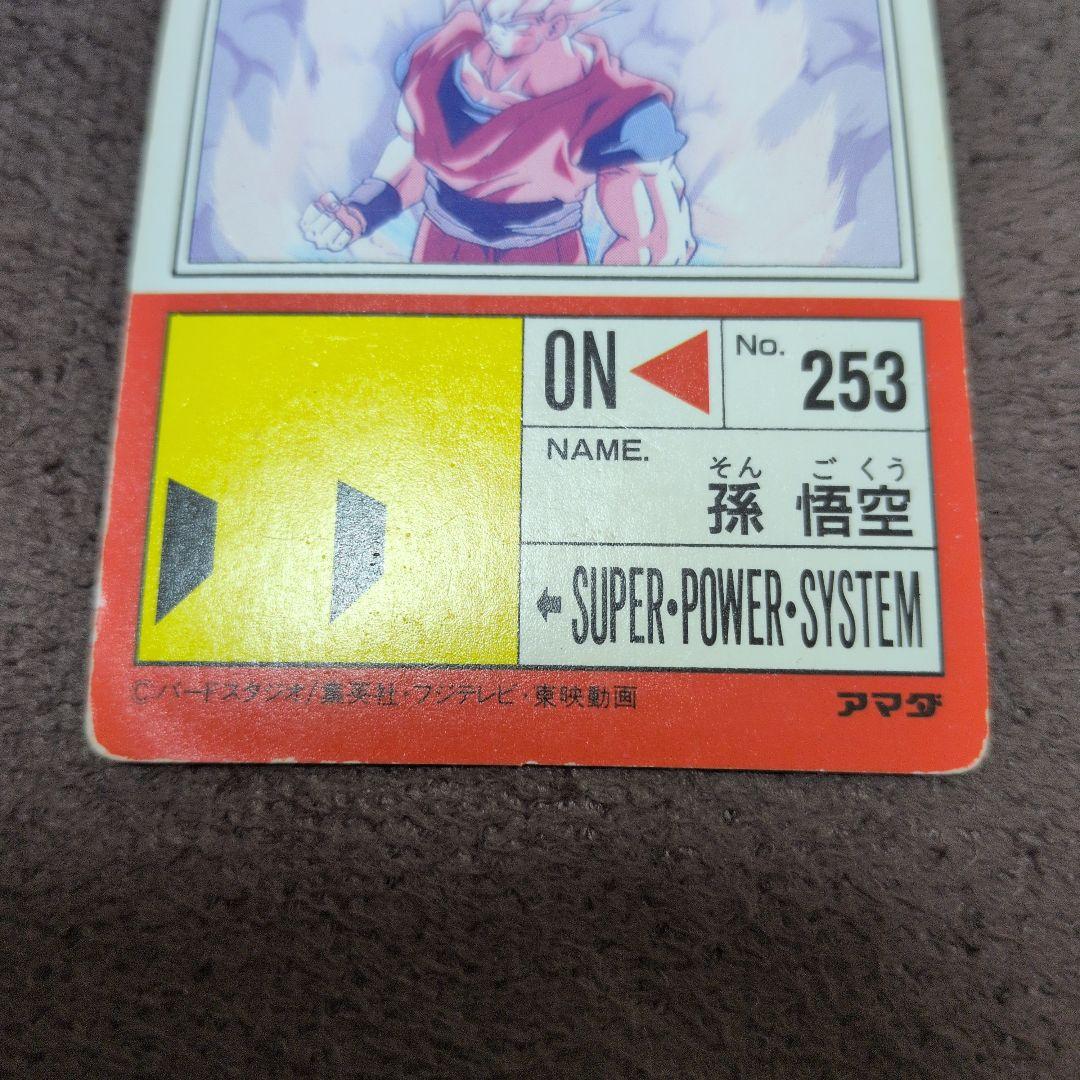 ON
No. 253
NAME.
そん ご くう
孫 悟空
SUPER・POWER・SYSTEM
Ⓒバードスタジオ/集英社・フジテレビ・東映動画
アマダ